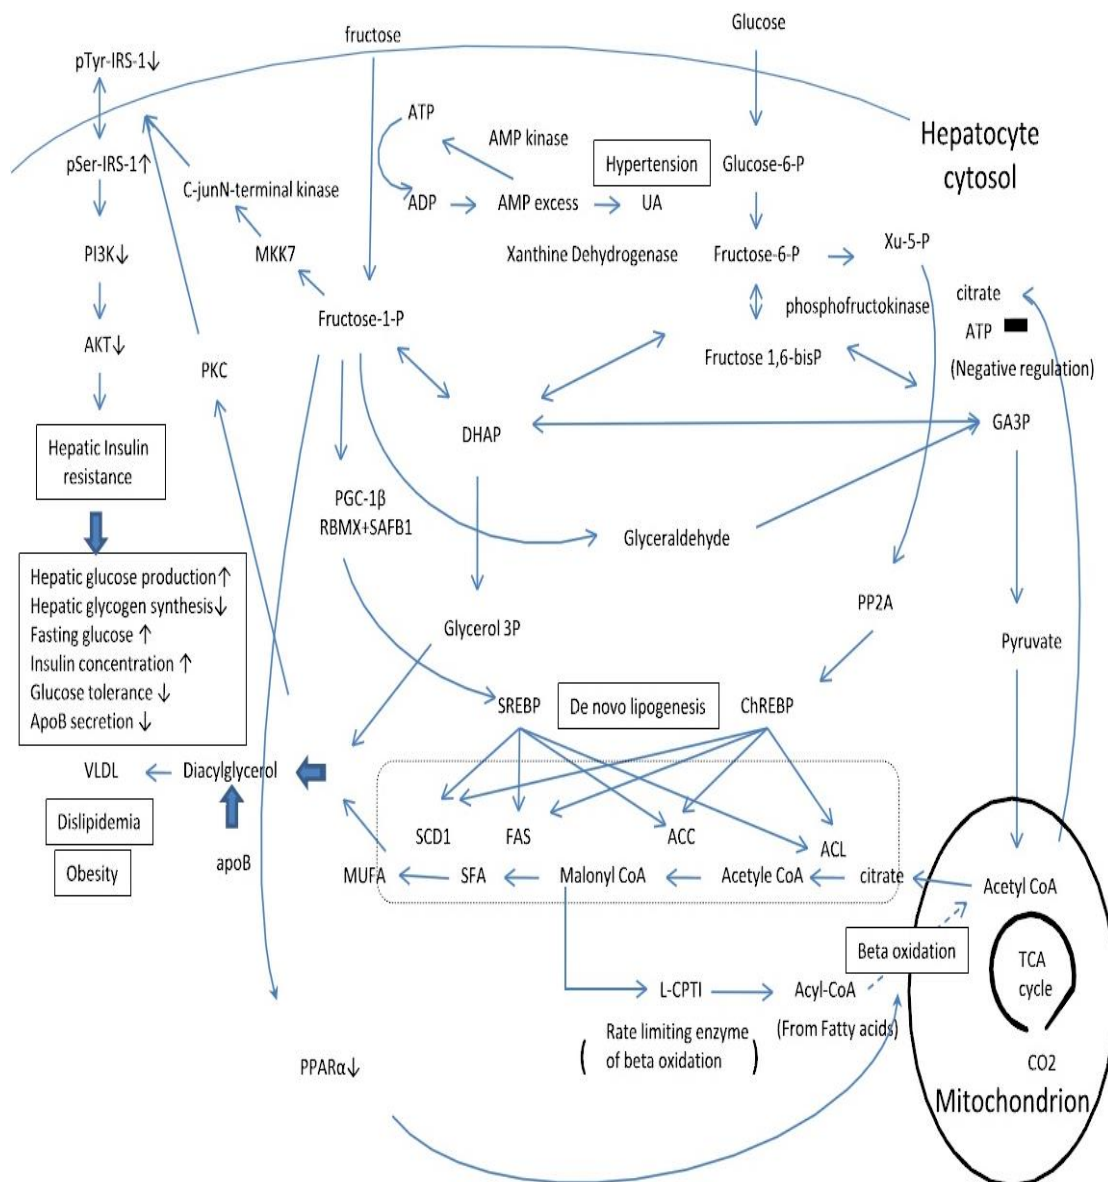 fructose
Glucose
pTyr-IRS-1↓
ATP
AMP kinase
Hypertension
Glucose-6-P
Hepatocyte
cytosol
pSer-IRS-1↑
C-junN-terminal kinase
ADP
AMP excess
UA
PI3K↓
MKK7
Xanthine Dehydrogenase
Fructose-6-P
Xu-5-P
Fructose-1-P
phosphofructokinase
citrate
ATP
AKT↓
PKC
Fructose 1,6-bisP
(Negative regulation)
DHAP
GA3P
Hepatic Insulin
resistance
PGC-1β
RBMX+SAFB1
Glyceraldehyde
Hepatic glucose production↑
Hepatic glycogen synthesis↓
Fasting glucose ↑
Insulin concentration ↑
Glucose tolerance ↓
ApoB secretion ↓
Glycerol 3P
PP2A
Pyruvate
SREBP
De novo lipogenesis
ChREBP
VLDL
Diacylglycerol
Dislipidemia
Obesity
apoB
SCD1
FAS
ACC
ACL
MUFA
SFA
Malonyl CoA
Acetyle CoA
citrate
Acetyl CoA
Beta oxidation
TCA
cycle
L-CPTI
Acyl-CoA
(Rate limiting enzyme
of beta oxidation)
(From Fatty acids)
CO2
PPARα↓
Mitochondrion